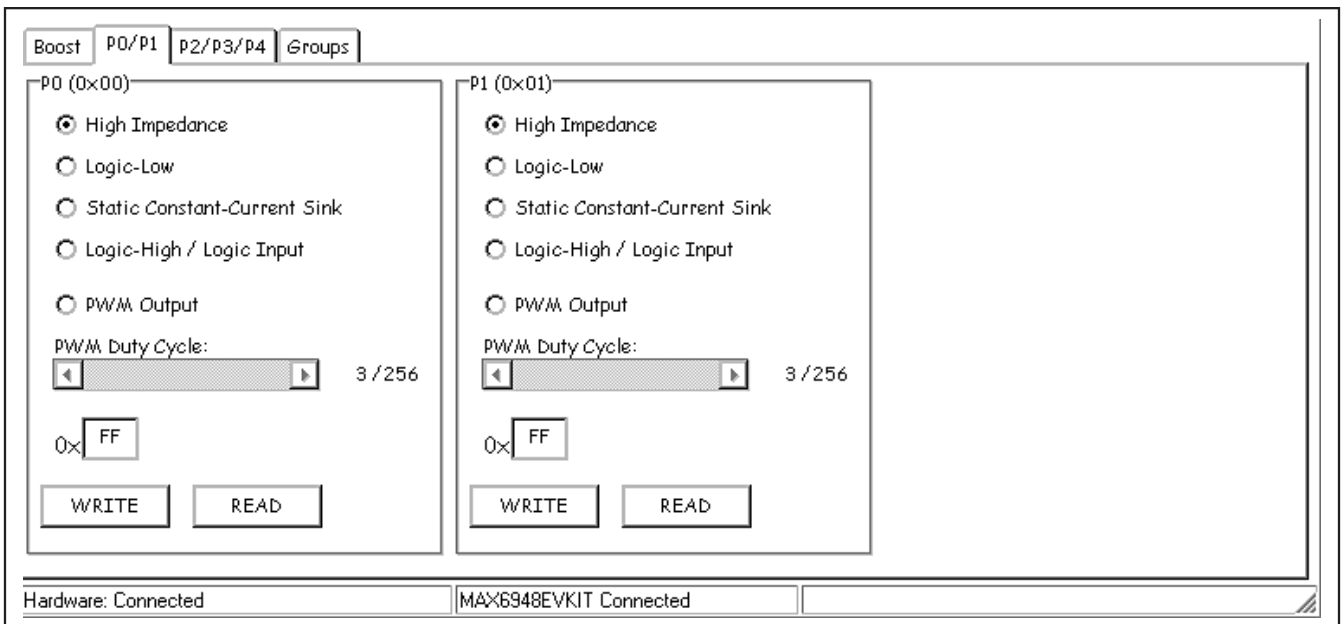 Boost P0/P1 P2/P3/P4 Groups
P0 (0x00)
High Impedance
Logic-Low
Static Constant-Current Sink
Logic-High / Logic Input
PWM Output
PWM Duty Cycle:
3/256
0x FF
WRITE READ
P1 (0x01)
High Impedance
Logic-Low
Static Constant-Current Sink
Logic-High / Logic Input
PWM Output
PWM Duty Cycle:
3/256
0x FF
WRITE READ
Hardware: Connected MAX6948EVKIT Connected